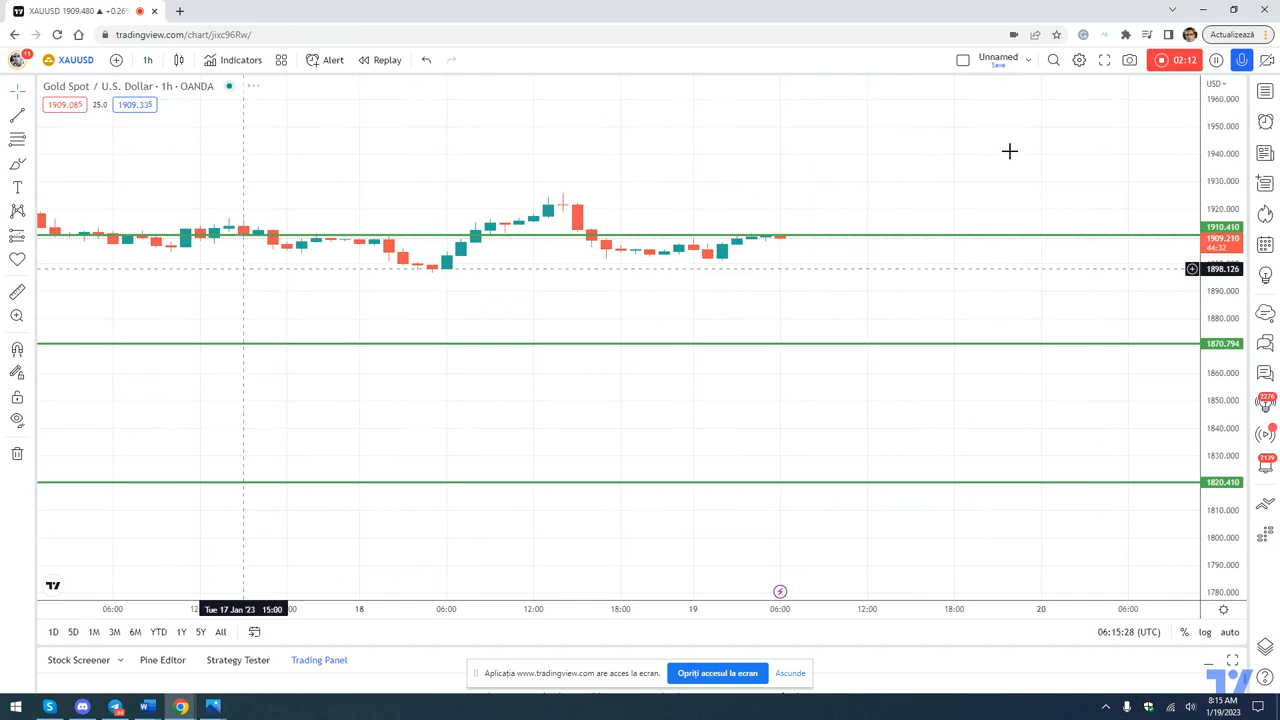 XAUUSD 1909.480 ▲ +0.26%
tradingview.com/chart/jixc96Rw/
Actualizează
11
XAUUSD
1h
Indicators
Alert
Replay
Unnamed
Save
02:12
Gold Spot / U.S. Dollar · 1h · OANDA
1909.085
25.0
1909.335
USD
1960.000
1950.000
1940.000
1930.000
1920.000
1910.410
1909.210
44:32
1898.126
1890.000
1880.000
1870.794
1860.000
1850.000
1840.000
1830.000
1820.410
1810.000
1800.000
1790.000
1780.000
2276
2139
06:00
Tue 17 Jan '23 15:00
18
06:00
12:00
18:00
19
06:00
12:00
18:00
20
06:00
1D 5D 1M 3M 6M YTD 1Y 5Y All
06:15:28 (UTC)
% log auto
Stock Screener
Pine Editor
Strategy Tester
Trading Panel
Aplicația www.tradingview.com are acces la ecran.
Opriți accesul la ecran
Ascunde
8:15 AM
1/19/2023